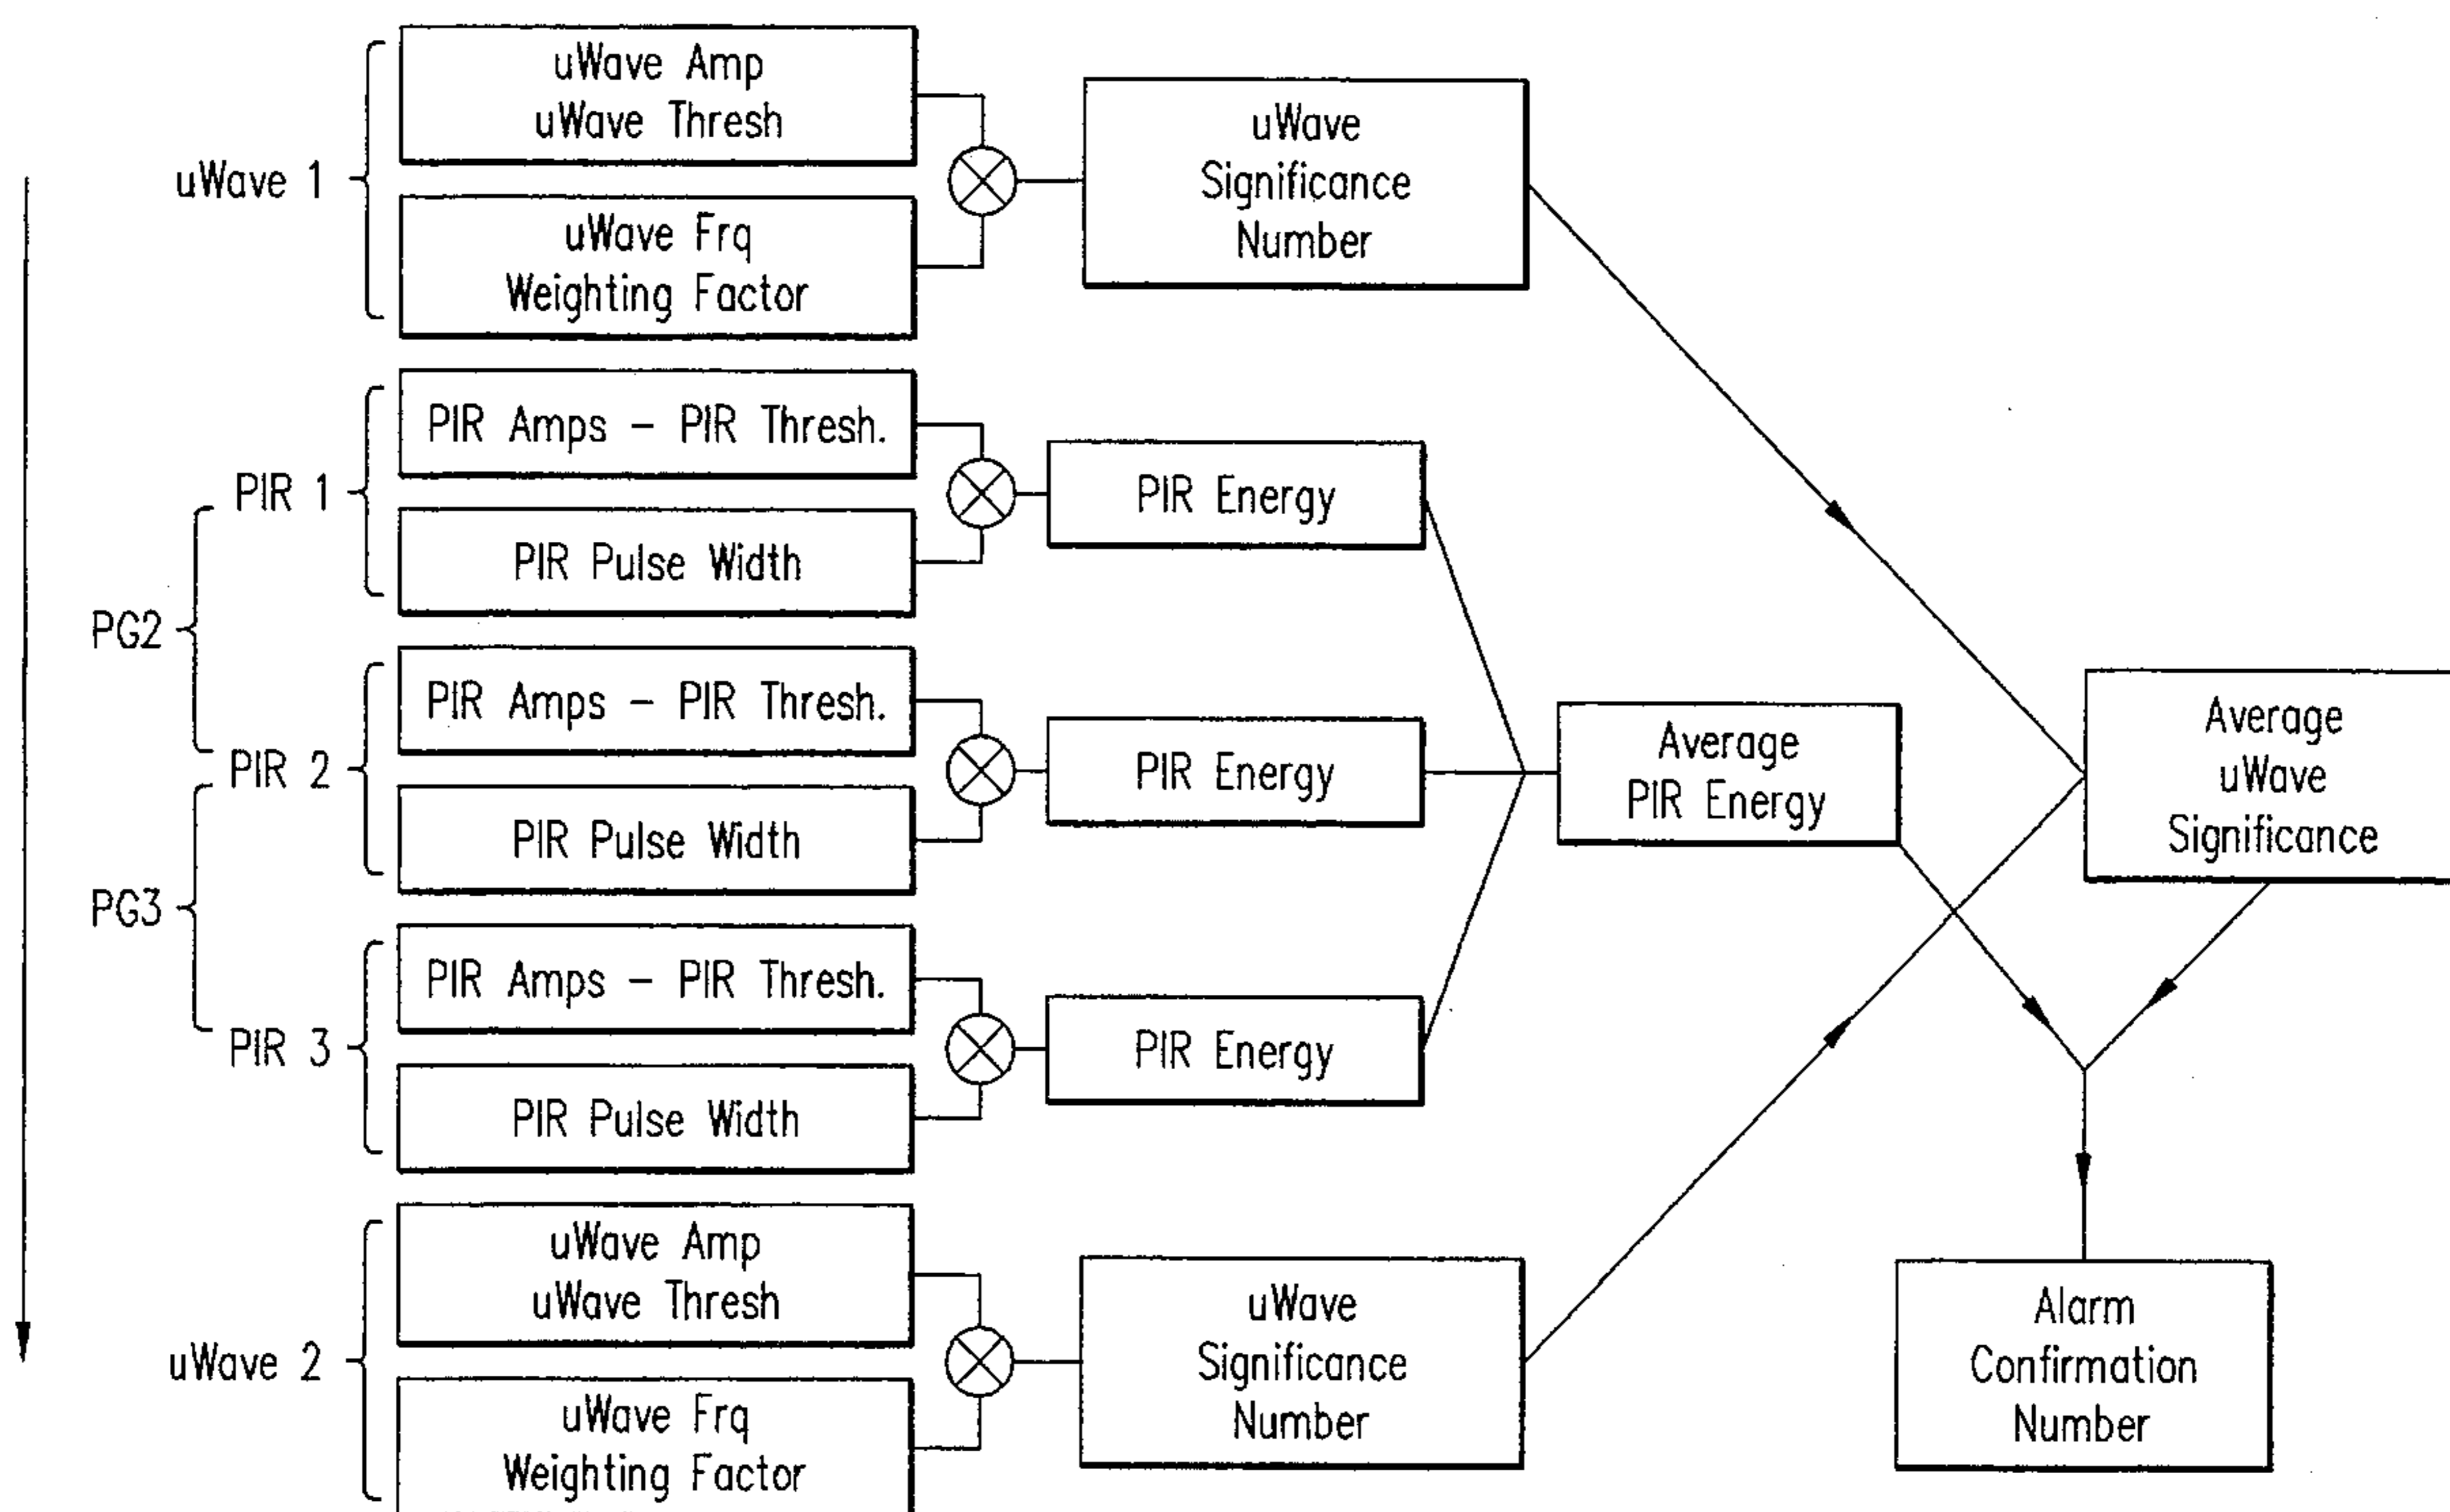 uWave 1
uWave Amp
uWave Thresh
uWave Frq
Weighting Factor
uWave
Significance
Number
PIR 1
PIR Amps - PIR Thresh.
PIR Pulse Width
PIR Energy
PG2
PIR 2
PIR Amps - PIR Thresh.
PIR Pulse Width
PIR Energy
Average
PIR Energy
Average
uWave
Significance
PG3
PIR 3
PIR Amps - PIR Thresh.
PIR Pulse Width
PIR Energy
uWave 2
uWave Amp
uWave Thresh
uWave Frq
Weighting Factor
uWave
Significance
Number
Alarm
Confirmation
Number